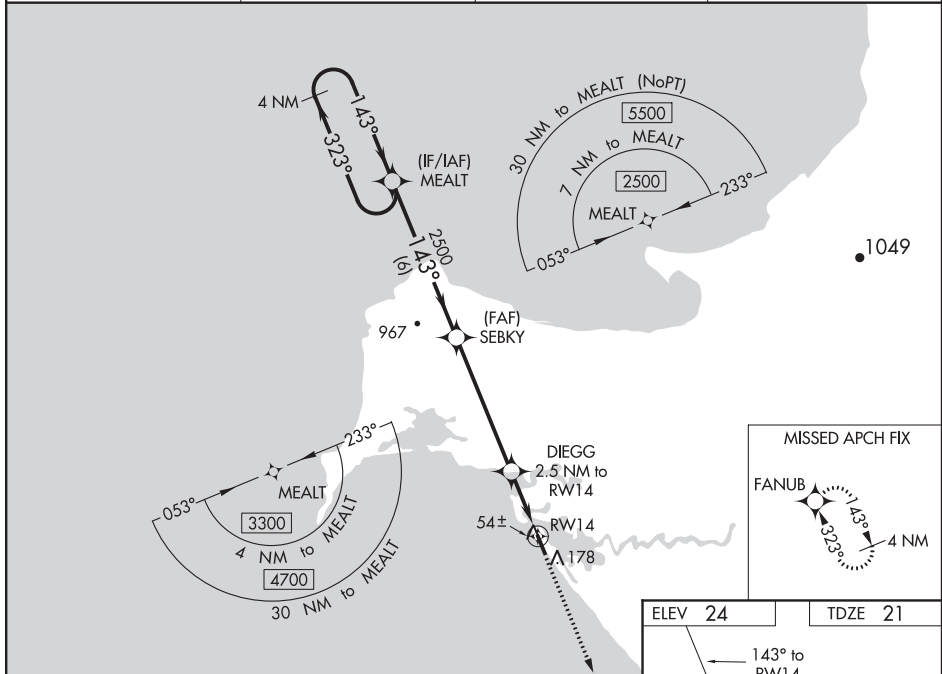 4 NM
143°
323°
(IF/IAF)
MEALT
30 NM to MEALT (NoPT)
5500
7 NM to MEALT
2500
MEALT
233°
053°
1049
2500
143°
(6)
967
(FAF)
SEBKY
233°
053°
MEALT
3300
4 NM to MEALT
4700
30 NM to MEALT
DIEGG
2.5 NM to
RW14
54±
RW14
178
MISSED APCH FIX
FANUB
143°
323°
4 NM
ELEV 24
TDZE 21
143° to
RW14